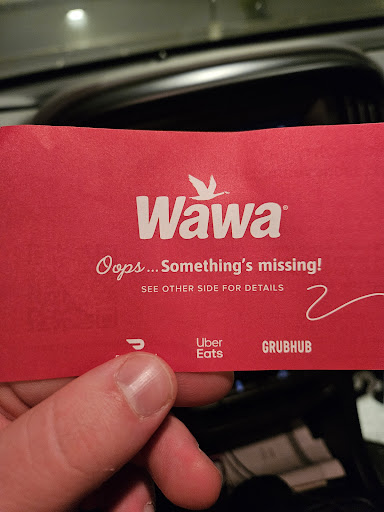 Wawa®
Oops... Something's missing!
SEE OTHER SIDE FOR DETAILS
Uber
Eats
GRUBHUB